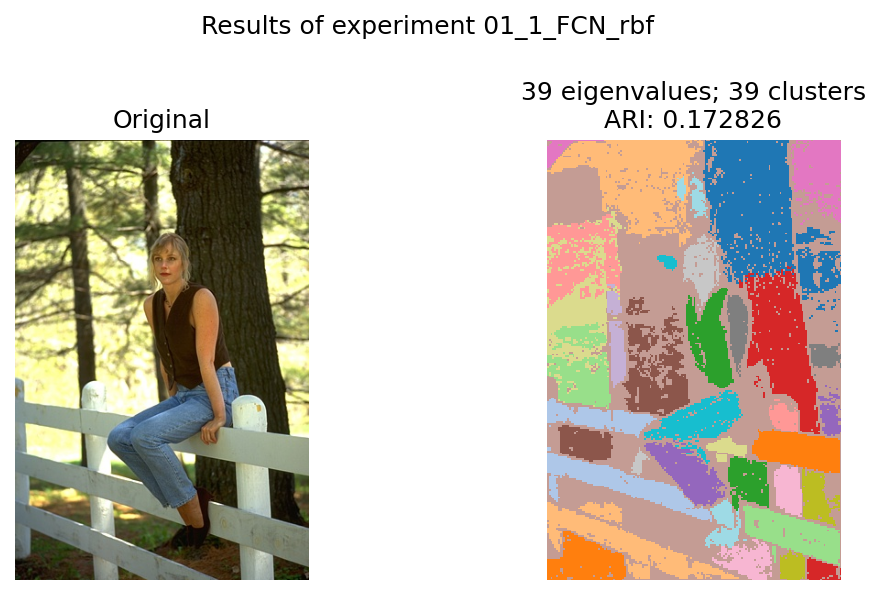 Results of experiment 01_1_FCN_rbf
Original
39 eigenvalues; 39 clusters
ARI: 0.172826